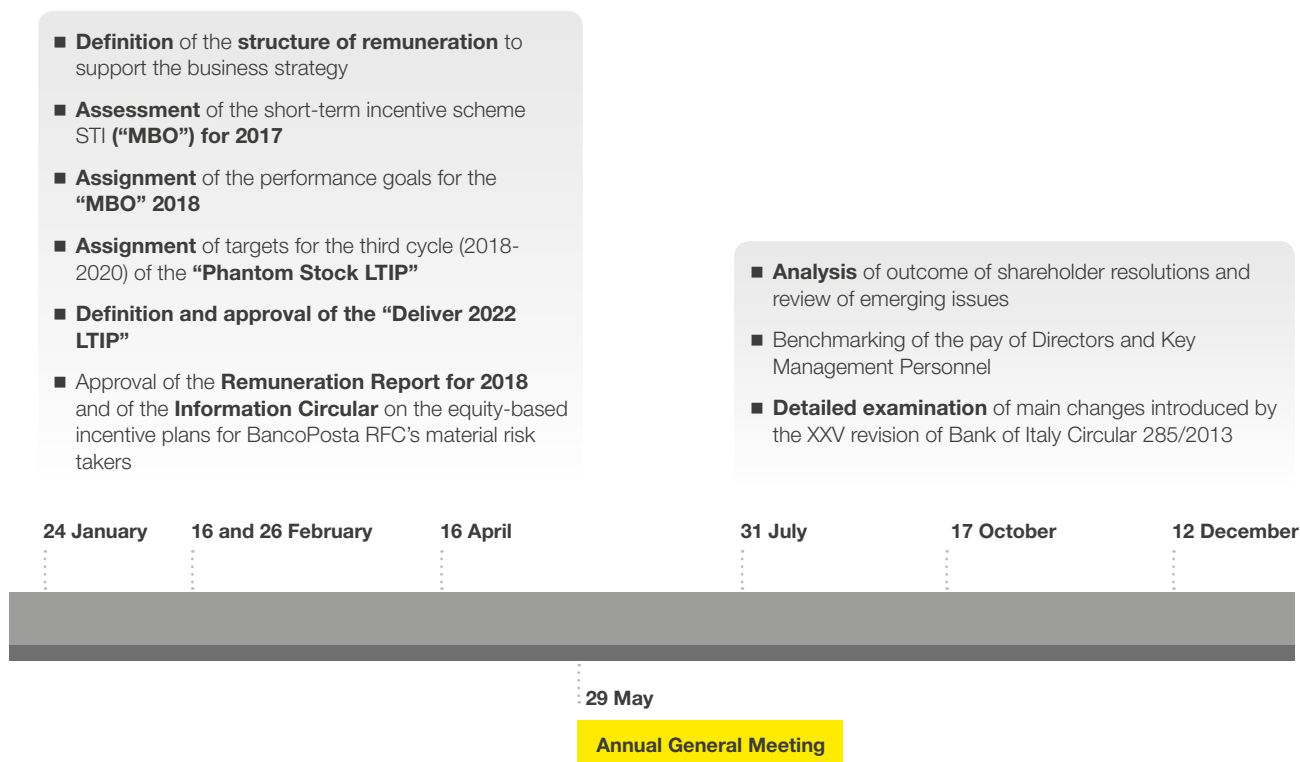 ■ Definition of the structure of remuneration to
support the business strategy
■ Assessment of the short-term incentive scheme
STI (“MBO”) for 2017
■ Assignment of the performance goals for the
“MBO” 2018
■ Assignment of targets for the third cycle (2018-
2020) of the “Phantom Stock LTIP”
■ Definition and approval of the “Deliver 2022
LTIP”
■ Approval of the Remuneration Report for 2018
and of the Information Circular on the equity-based
incentive plans for BancoPosta RFC’s material risk
takers
■ Analysis of outcome of shareholder resolutions and
review of emerging issues
■ Benchmarking of the pay of Directors and Key
Management Personnel
■ Detailed examination of main changes introduced by
the XXV revision of Bank of Italy Circular 285/2013
24 January 16 and 26 February 16 April 31 July 17 October 12 December
29 May
Annual General Meeting